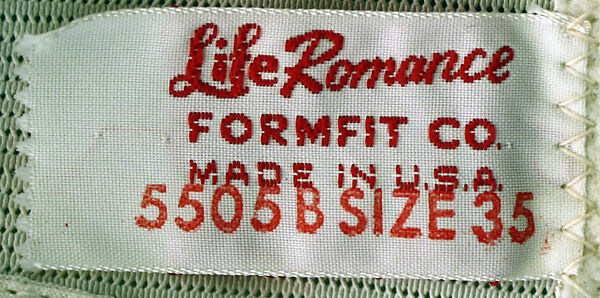 Life Romance
FORMFIT CO.
MADE IN U.S.A.
5505 B SIZE 35